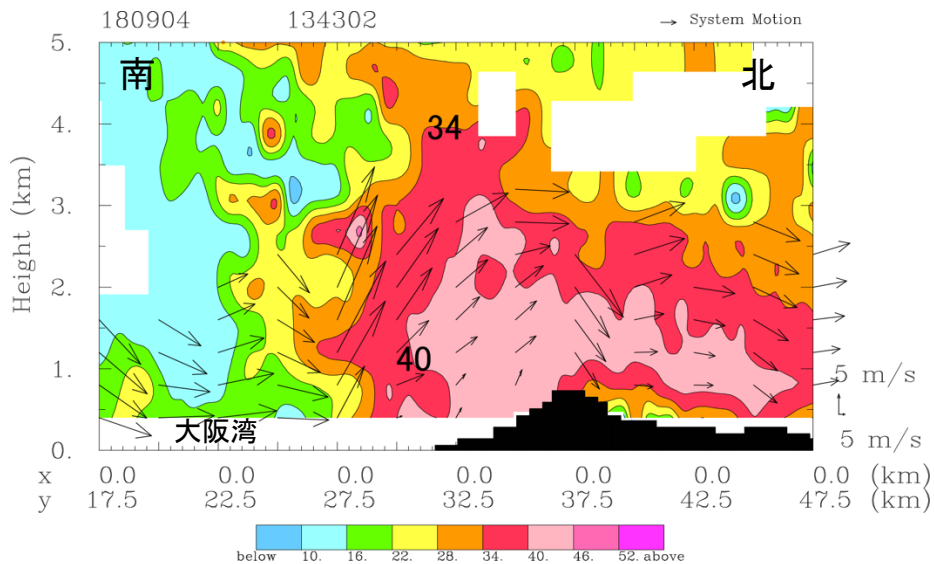 180904 134302 → System Motion
5.
南 北
4.
34
3.
Height (km)
2.
1.
40
5 m/s
大阪湾
0.
5 m/s
x 0.0 0.0 0.0 0.0 0.0 0.0 0.0 (km)
y 17.5 22.5 27.5 32.5 37.5 42.5 47.5 (km)
below 10. 16. 22. 28. 34. 40. 46. 52. above